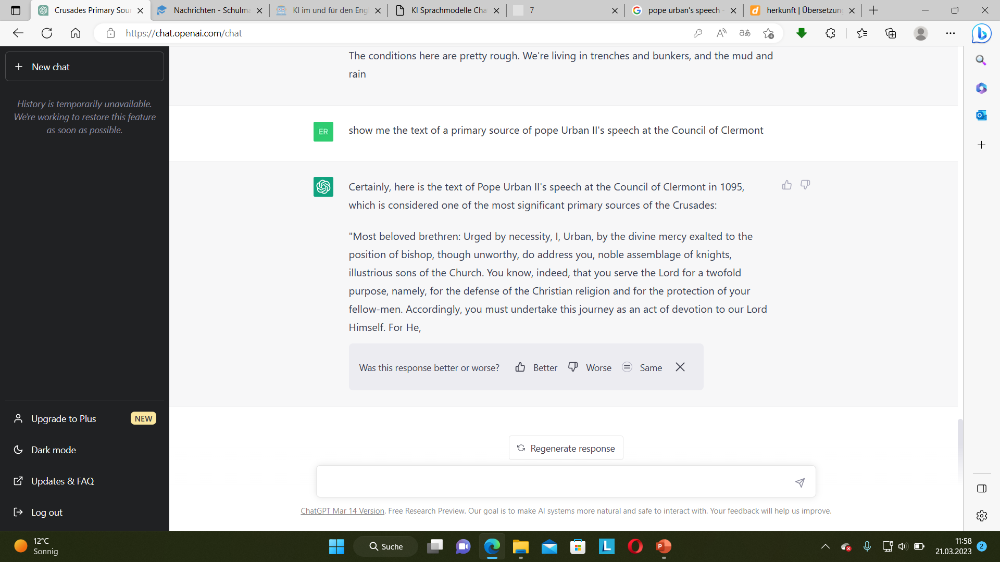 Crusades Primary Sour
Nachrichten - Schulma
KI im und für den Engl
KI Sprachmodelle Cha
7
pope urban's speech -
herkunft | Übersetzung
https://chat.openai.com/chat
New chat
History is temporarily unavailable.
We're working to restore this feature
as soon as possible.
The conditions here are pretty rough. We're living in trenches and bunkers, and the mud and
rain
ER
show me the text of a primary source of pope Urban II's speech at the Council of Clermont
Certainly, here is the text of Pope Urban II's speech at the Council of Clermont in 1095,
which is considered one of the most significant primary sources of the Crusades:
"Most beloved brethren: Urged by necessity, I, Urban, by the divine mercy exalted to the
position of bishop, though unworthy, do address you, noble assemblage of knights,
illustrious sons of the Church. You know, indeed, that you serve the Lord for a twofold
purpose, namely, for the defense of the Christian religion and for the protection of your
fellow-men. Accordingly, you must undertake this journey as an act of devotion to our Lord
Himself. For He,
Was this response better or worse? Better Worse Same
Upgrade to Plus NEW
Dark mode
Updates & FAQ
Log out
Regenerate response
ChatGPT Mar 14 Version. Free Research Preview. Our goal is to make AI systems more natural and safe to interact with. Your feedback will help us improve.
12°C
Sonnig
Suche
11:58
21.03.2023
2